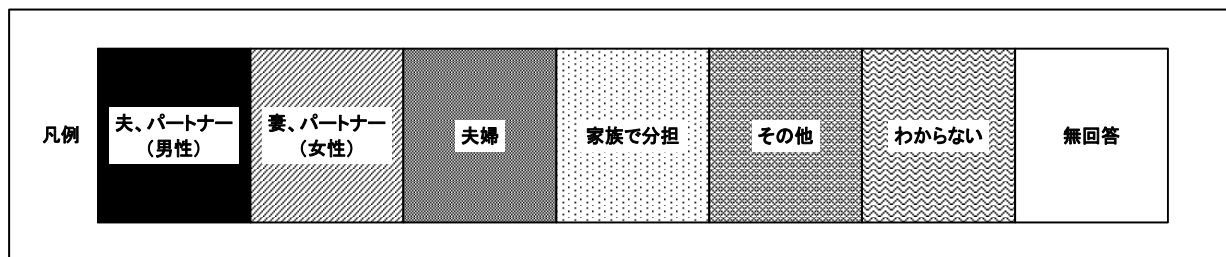 凡例
夫、パートナー
（男性）
妻、パートナー
（女性）
夫婦
家族で分担
その他
わからない
無回答